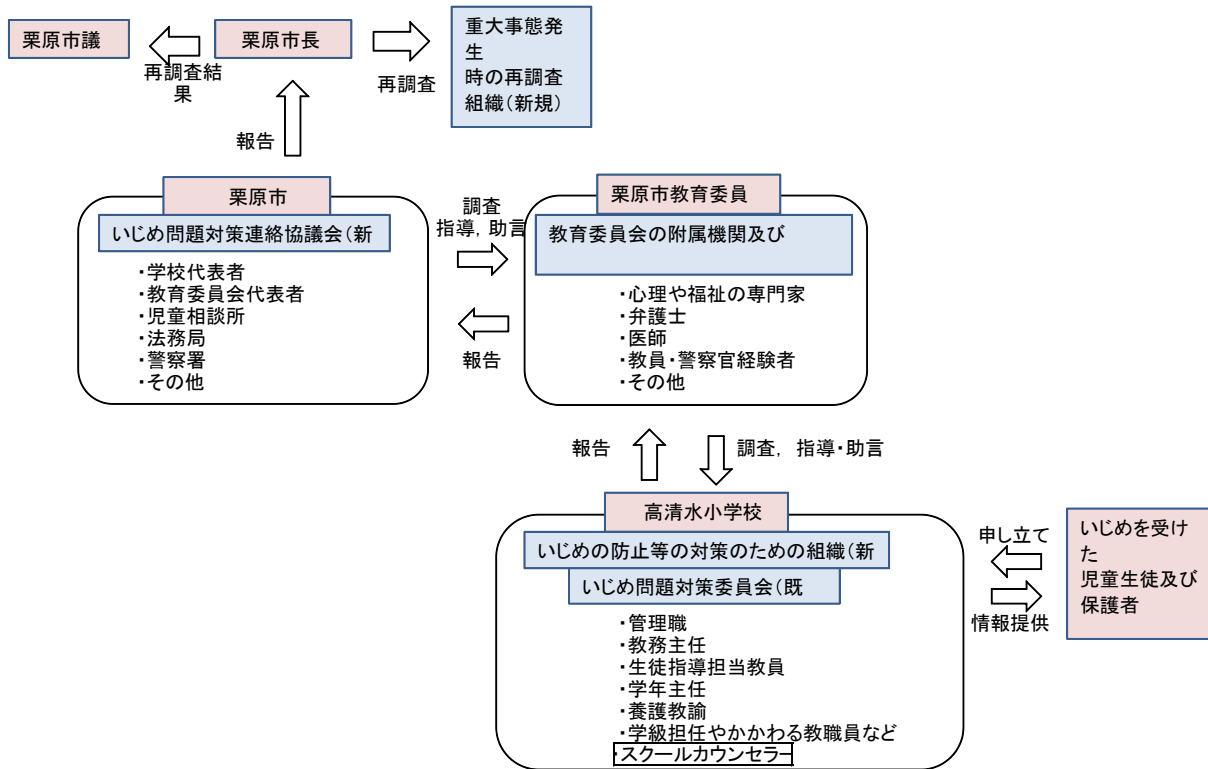 栗原市議
栗原市長
重大事態発
生
時の再調査
組織(新規)
再調査結
果
再調査
報告
栗原市
いじめ問題対策連絡協議会(新
・学校代表者
・教育委員会代表者
・児童相談所
・法務局
・警察署
・その他
調査
指導,助言
報告
栗原市教育委員
教育委員会の附属機関及び
・心理や福祉の専門家
・弁護士
・医師
・教員・警察官経験者
・その他
報告
調査, 指導・助言
高清水小学校
いじめの防止等の対策のための組織(新
いじめ問題対策委員会(既
・管理職
・教務主任
・生徒指導担当教員
・学年主任
・養護教諭
・学級担任やかかわる教職員など
・スクールカウンセラー
申し立て
情報提供
いじめを受け
た
児童生徒及び
保護者